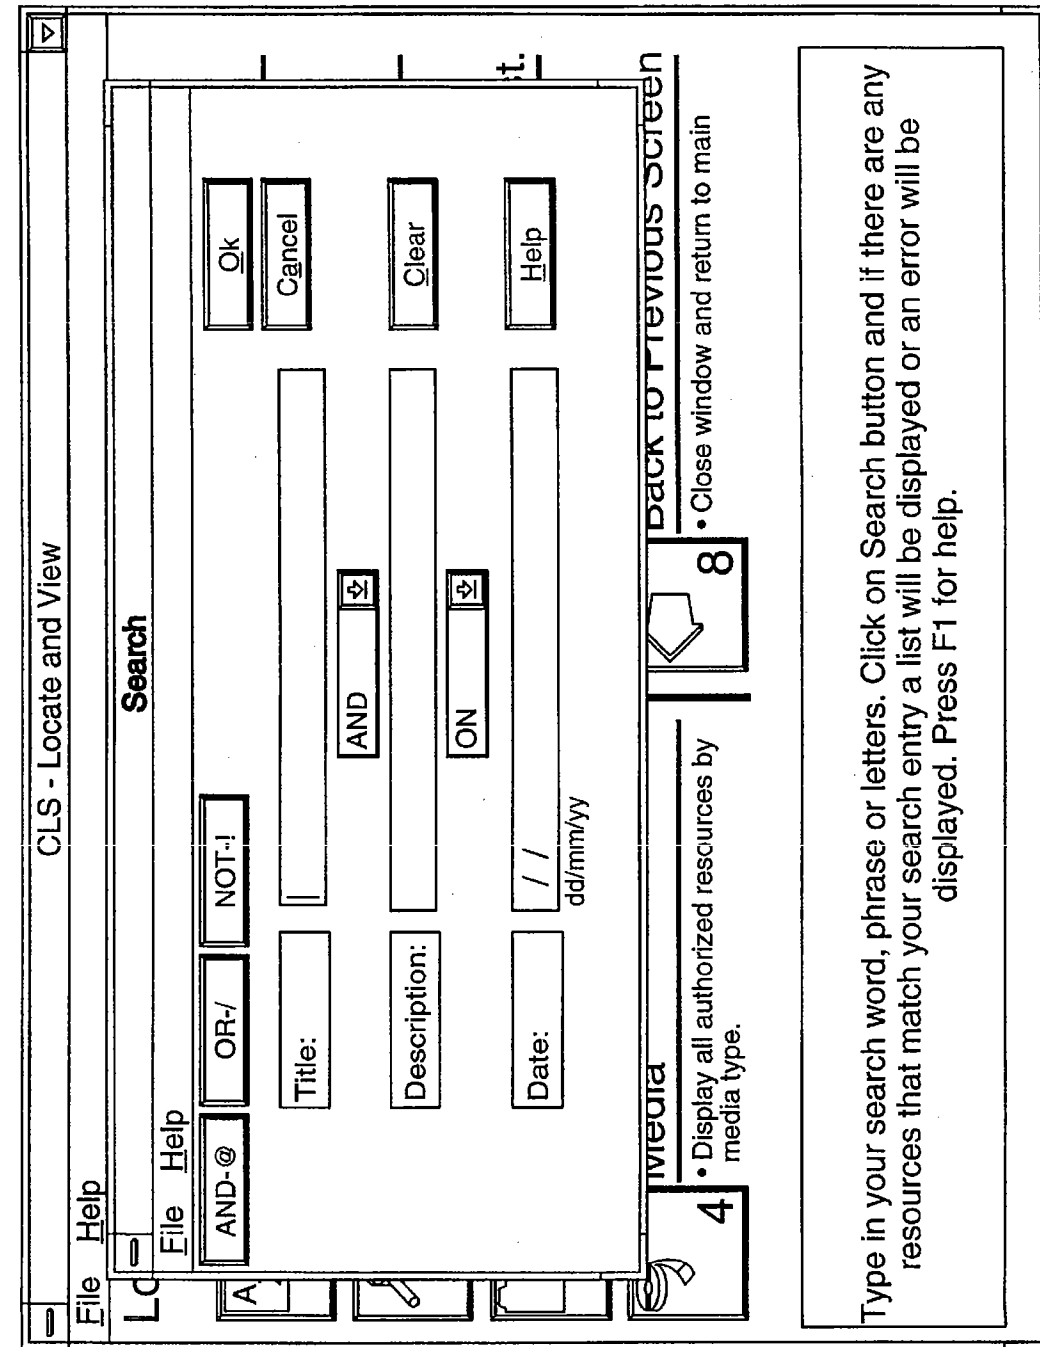 CLS - Locate and View
File Help
Search
File Help
AND-@ OR-/ NOT-!
Ok
Title:
Cancel
AND
Description:
Clear
ON
Date: / /
Help
dd/mm/yy
st.
Media
• Display all authorized resources by
media type.
4
Back to Previous Screen
• Close window and return to main
8
Type in your search word, phrase or letters. Click on Search button and if there are any
resources that match your search entry a list will be displayed or an error will be
displayed. Press F1 for help.